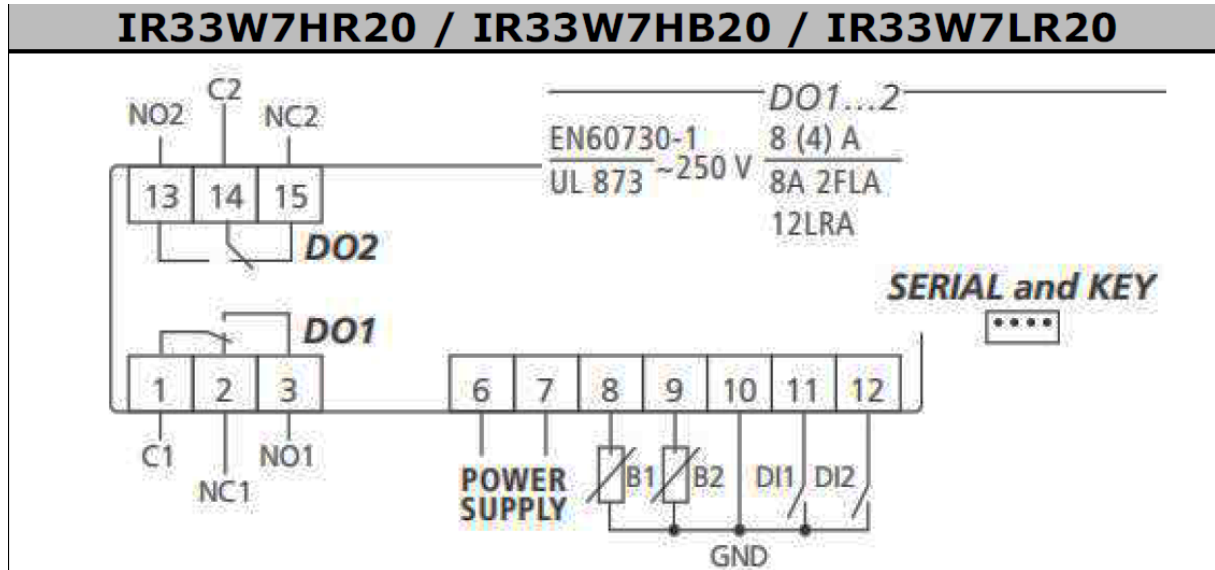 IR33W7HR20 / IR33W7HB20 / IR33W7LR20
NO2 C2 NC2
DO1...2
EN60730-1 8 (4) A
~250 V
UL 873 8A 2FLA
12LRA
13 14 15
DO2
SERIAL and KEY
DO1
1 2 3 6 7 8 9 10 11 12
C1 NC1 NO1
POWER
SUPPLY
B1 B2 DI1 DI2
GND